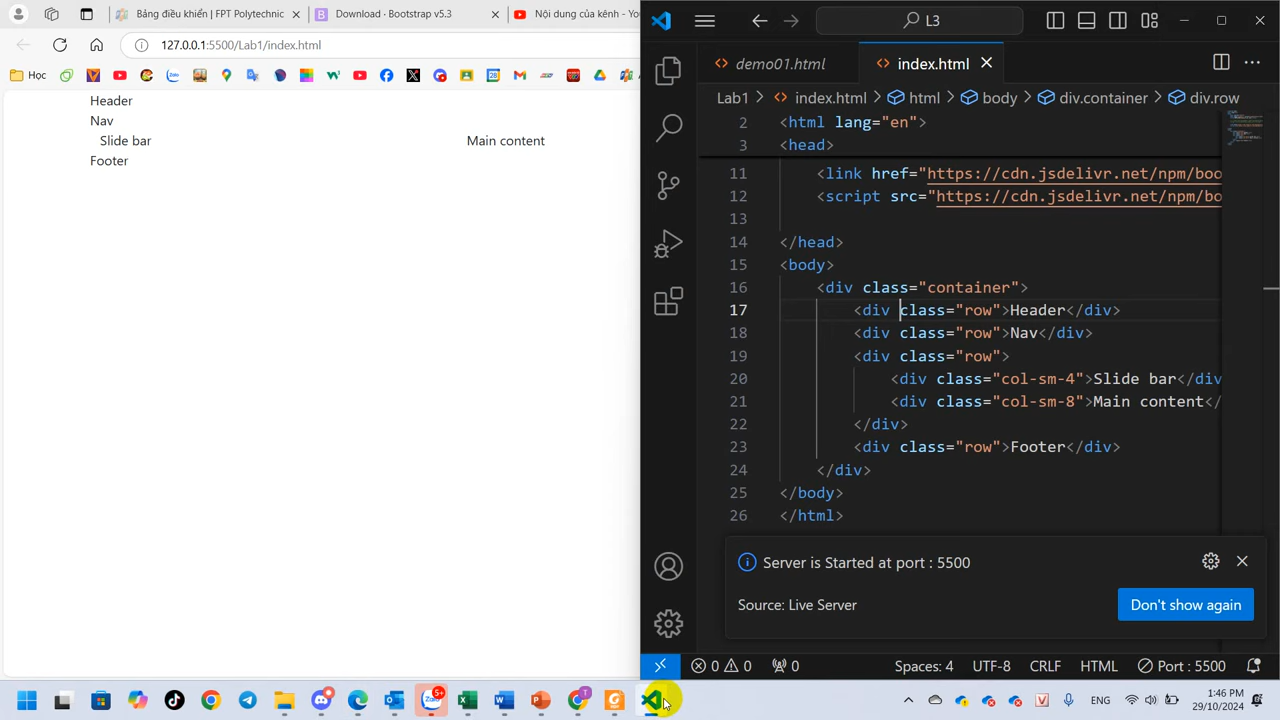 Bảng điều khiển | FPT Polytechnic
Download · Bootstrap v5.3
Nội dung của kênh - You
127.0.0.1:5500/Lab1/index.html
Học
Header
Nav
Slide bar
Main content
Footer
L3
demo01.html
index.html
Lab1 > index.html > html > body > div.container > div.row
2 <html lang="en">
3 <head>
11 <link href="https://cdn.jsdelivr.net/npm/boo
12 <script src="https://cdn.jsdelivr.net/npm/bo
13
14 </head>
15 <body>
16 <div class="container">
17 <div class="row">Header</div>
18 <div class="row">Nav</div>
19 <div class="row">
20 <div class="col-sm-4">Slide bar</div
21 <div class="col-sm-8">Main content</
22 </div>
23 <div class="row">Footer</div>
24 </div>
25 </body>
26 </html>
Server is Started at port : 5500
Source: Live Server
Don't show again
0 0 0
Spaces: 4
UTF-8
CRLF
HTML
Port : 5500
5+
ENG
1:46 PM
29/10/2024